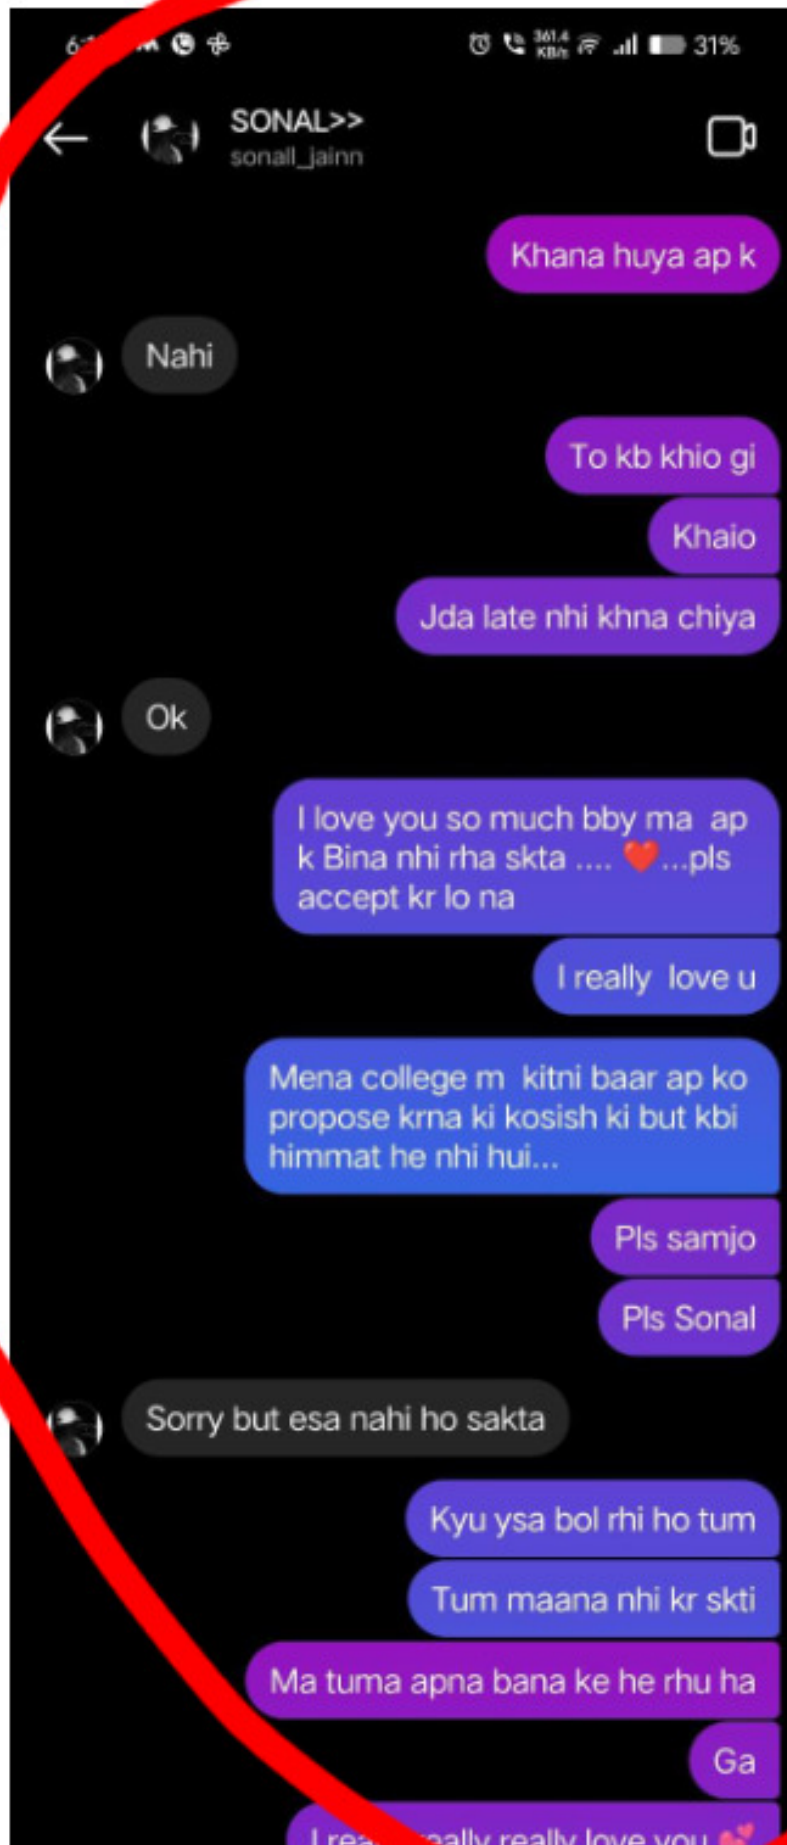 361.4
KB/s
31%
SONAL>>
sonall_jainn
Khana huya ap k
Nahi
To kb khio gi
Khaio
Jda late nhi khna chiya
Ok
I love you so much bby ma ap
k Bina nhi rha skta .... ❤️...pls
accept kr lo na
I really love u
Mena college m kitni baar ap ko
propose krna ki kosish ki but kbi
himmat he nhi hui...
Pls samjo
Pls Sonal
Sorry but esa nahi ho sakta
Kyu ysa bol rhi ho tum
Tum maana nhi kr skti
Ma tuma apna bana ke he rhu ha
Ga
I really love you 💕